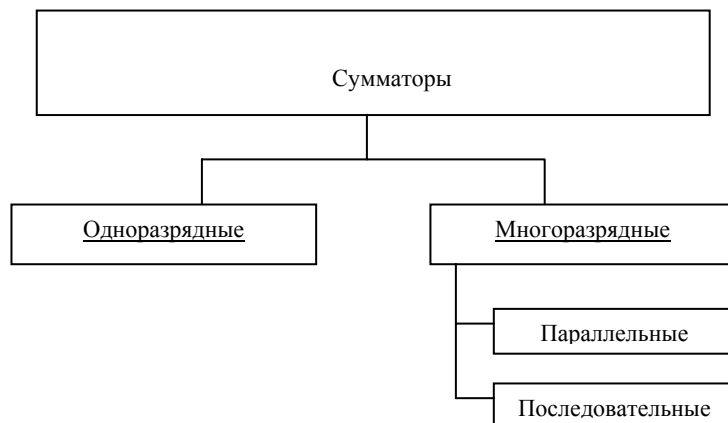 Сумматоры
Одноразрядные
Многоразрядные
Параллельные
Последовательные